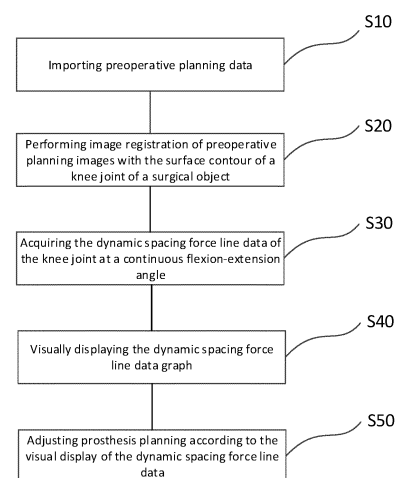 S10
Importing preoperative planning data
S20
Performing image registration of preoperative
planning images with the surface contour of a
knee joint of a surgical object
S30
Acquiring the dynamic spacing force line data of
the knee joint at a continuous flexion-extension
angle
S40
Visually displaying the dynamic spacing force
line data graph
S50
Adjusting prosthesis planning according to the
visual display of the dynamic spacing force line
data